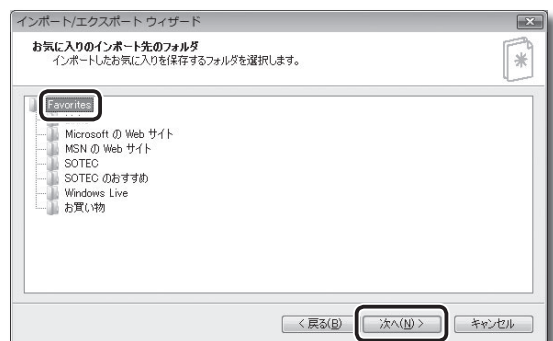 インポート/エクスポート ウィザード
お気に入りのインポート先のフォルダ
インポートしたお気に入りを保存するフォルダを選択します。
Favorites
Microsoft の Web サイト
MSN の Web サイト
SOTEC
SOTEC のおすすめ
Windows Live
お買い物
< 戻る(B) 次へ(N) > キャンセル